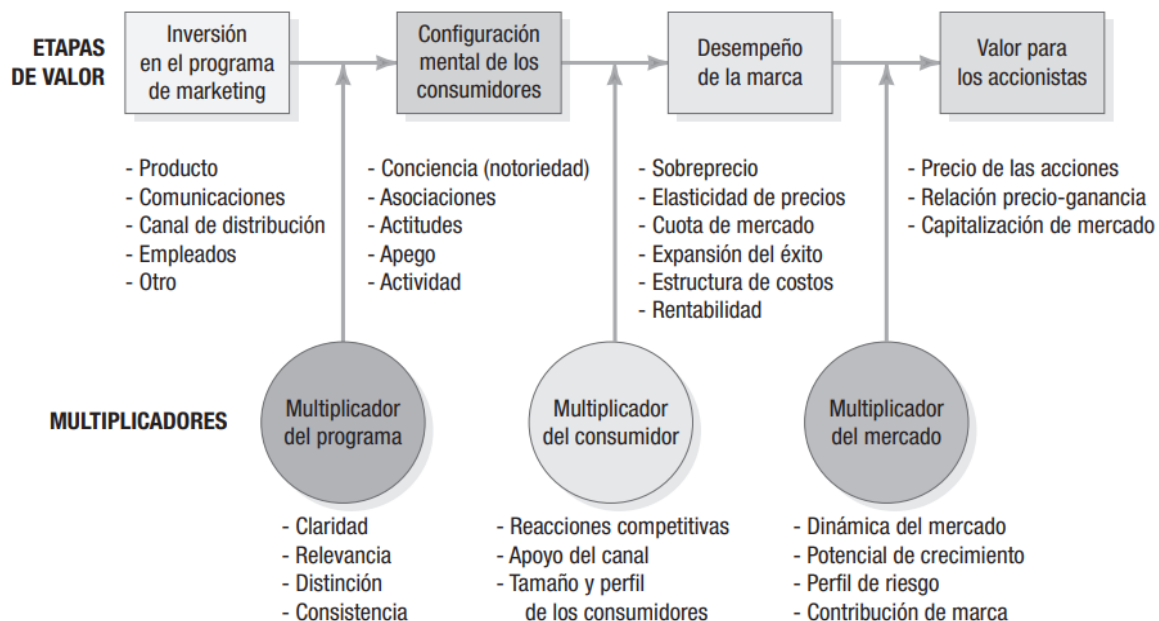 ETAPAS
DE VALOR
Inversión
en el programa
de marketing
Configuración
mental de los
consumidores
Desempeño
de la marca
Valor para
los accionistas
- Producto
- Comunicaciones
- Canal de distribución
- Empleados
- Otro
- Conciencia (notoriedad)
- Asociaciones
- Actitudes
- Apego
- Actividad
- Sobreprecio
- Elasticidad de precios
- Cuota de mercado
- Expansión del éxito
- Estructura de costos
- Rentabilidad
- Precio de las acciones
- Relación precio-ganancia
- Capitalización de mercado
MULTIPLICADORES
Multiplicador
del programa
Multiplicador
del consumidor
Multiplicador
del mercado
- Claridad
- Relevancia
- Distinción
- Consistencia
- Reacciones competitivas
- Apoyo del canal
- Tamaño y perfil
de los consumidores
- Dinámica del mercado
- Potencial de crecimiento
- Perfil de riesgo
- Contribución de marca